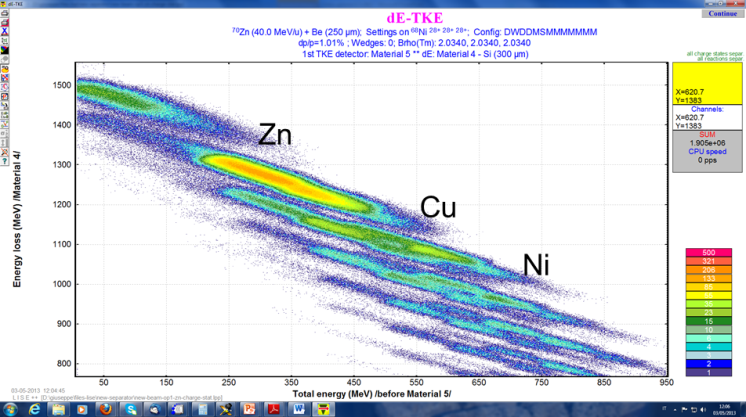 dE-TKE
dE-TKE
Continue
70Zn (40.0 MeV/u) + Be (250 μm); Settings on 68Ni 28+ 28+ 28+; Config: DWDDMSMMMMMMM
dp/p=1.01% ; Wedges: 0; Brho(Tm): 2.0340, 2.0340, 2.0340
1st TKE detector: Material 5 ** dE: Material 4 - Si (300 μm)
all charge states separ
all reactions separ
X=620.7
Y=1383
Channels:
X=620.7
Y=1383
SUM
1.905e+06
CPU speed
0 pps
Energy loss (MeV) /Material 4/
1500
1400
1300
1200
1100
1000
900
800
Zn
Cu
Ni
500
321
206
133
85
23
15
10
4
2
1
50
150
250
350
450
550
650
750
850
950
Total energy (MeV) /before Material 5/
03-05-2013 12:04:45
IT
12:06
03/05/2013